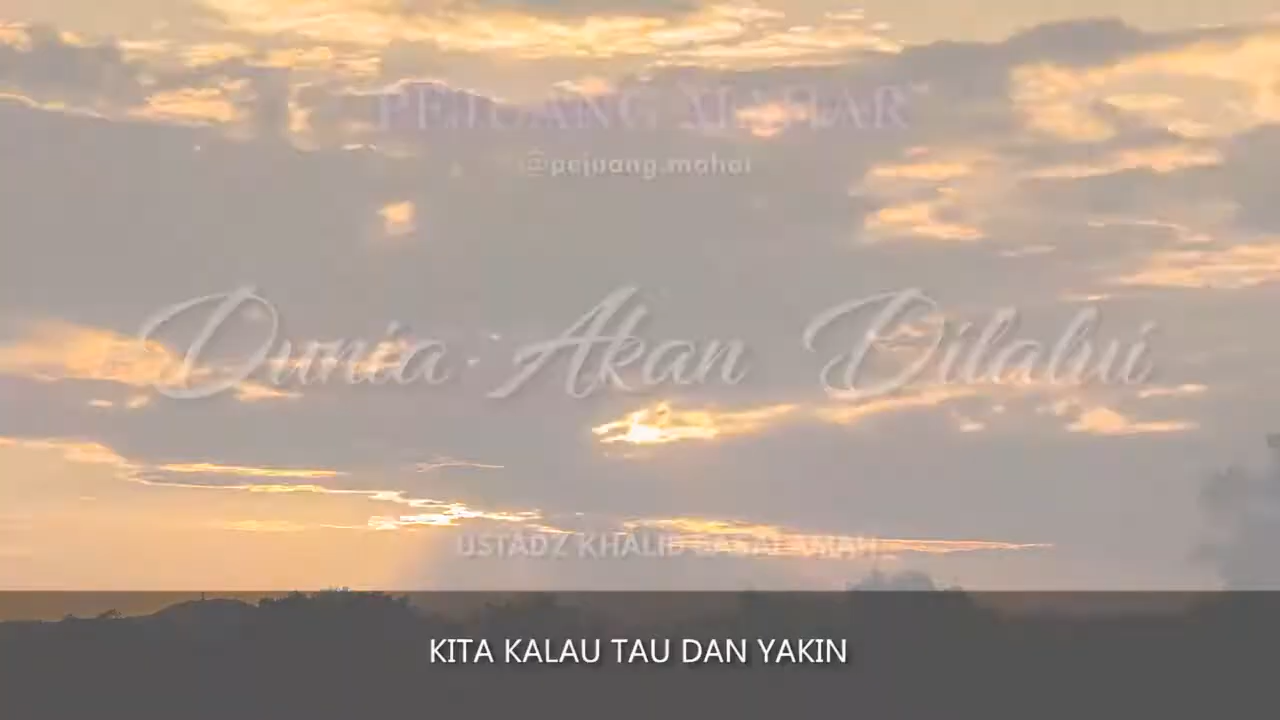 PEJUANG MAHAR
@pejuang.mahar
Dunia Akan Dilalui
USTADZ KHALID BASALAMAH
KITA KALAU TAU DAN YAKIN